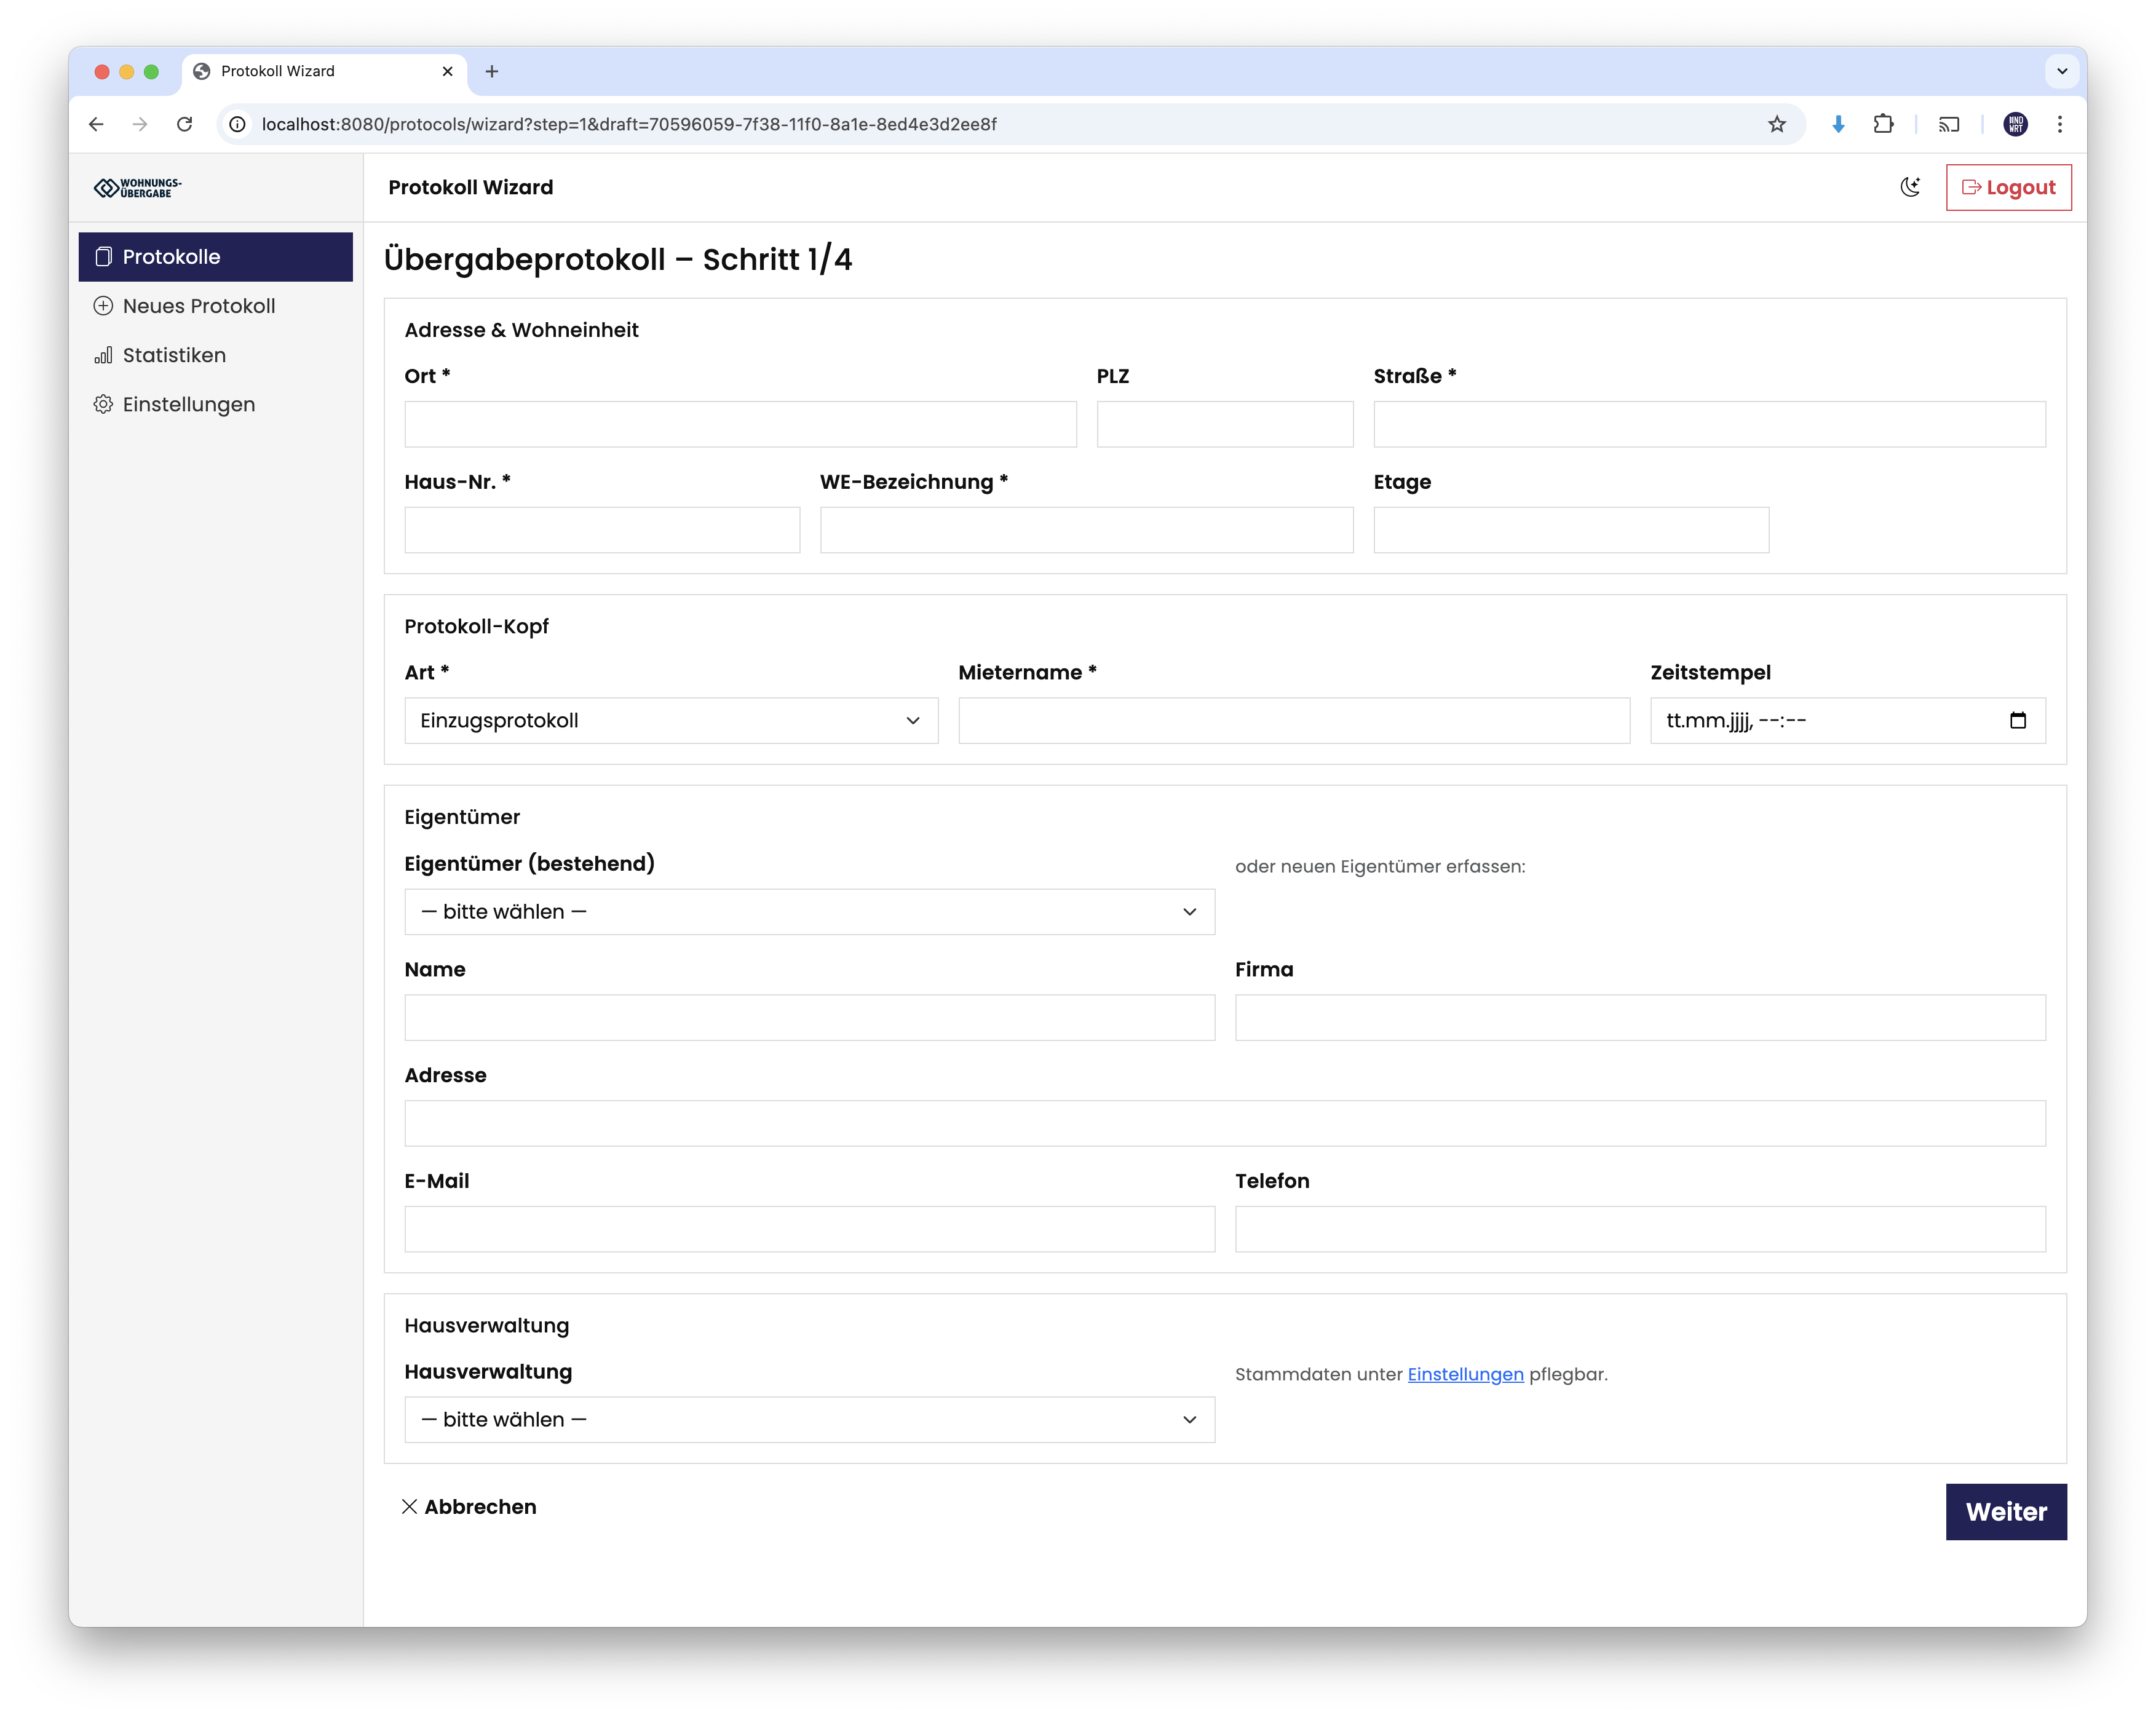 Protokoll Wizard
localhost:8080/protocols/wizard?step=1&draft=70596059-7f38-11f0-8a1e-8ed4e3d2ee8f
MND
WRT
WOHNUNGS-
ÜBERGABE
Protokoll Wizard
Logout
Protokolle
Neues Protokoll
Statistiken
Einstellungen
Übergabeprotokoll – Schritt 1/4
Adresse & Wohneinheit
Ort * PLZ Straße *
Haus-Nr. * WE-Bezeichnung * Etage
Protokoll-Kopf
Art * Mietername * Zeitstempel
Einzugsprotokoll tt.mm.jjjj, --:--
Eigentümer
Eigentümer (bestehend) oder neuen Eigentümer erfassen:
— bitte wählen —
Name Firma
Adresse
E-Mail Telefon
Hausverwaltung
Hausverwaltung Stammdaten unter Einstellungen pflegbar.
— bitte wählen —
Abbrechen Weiter